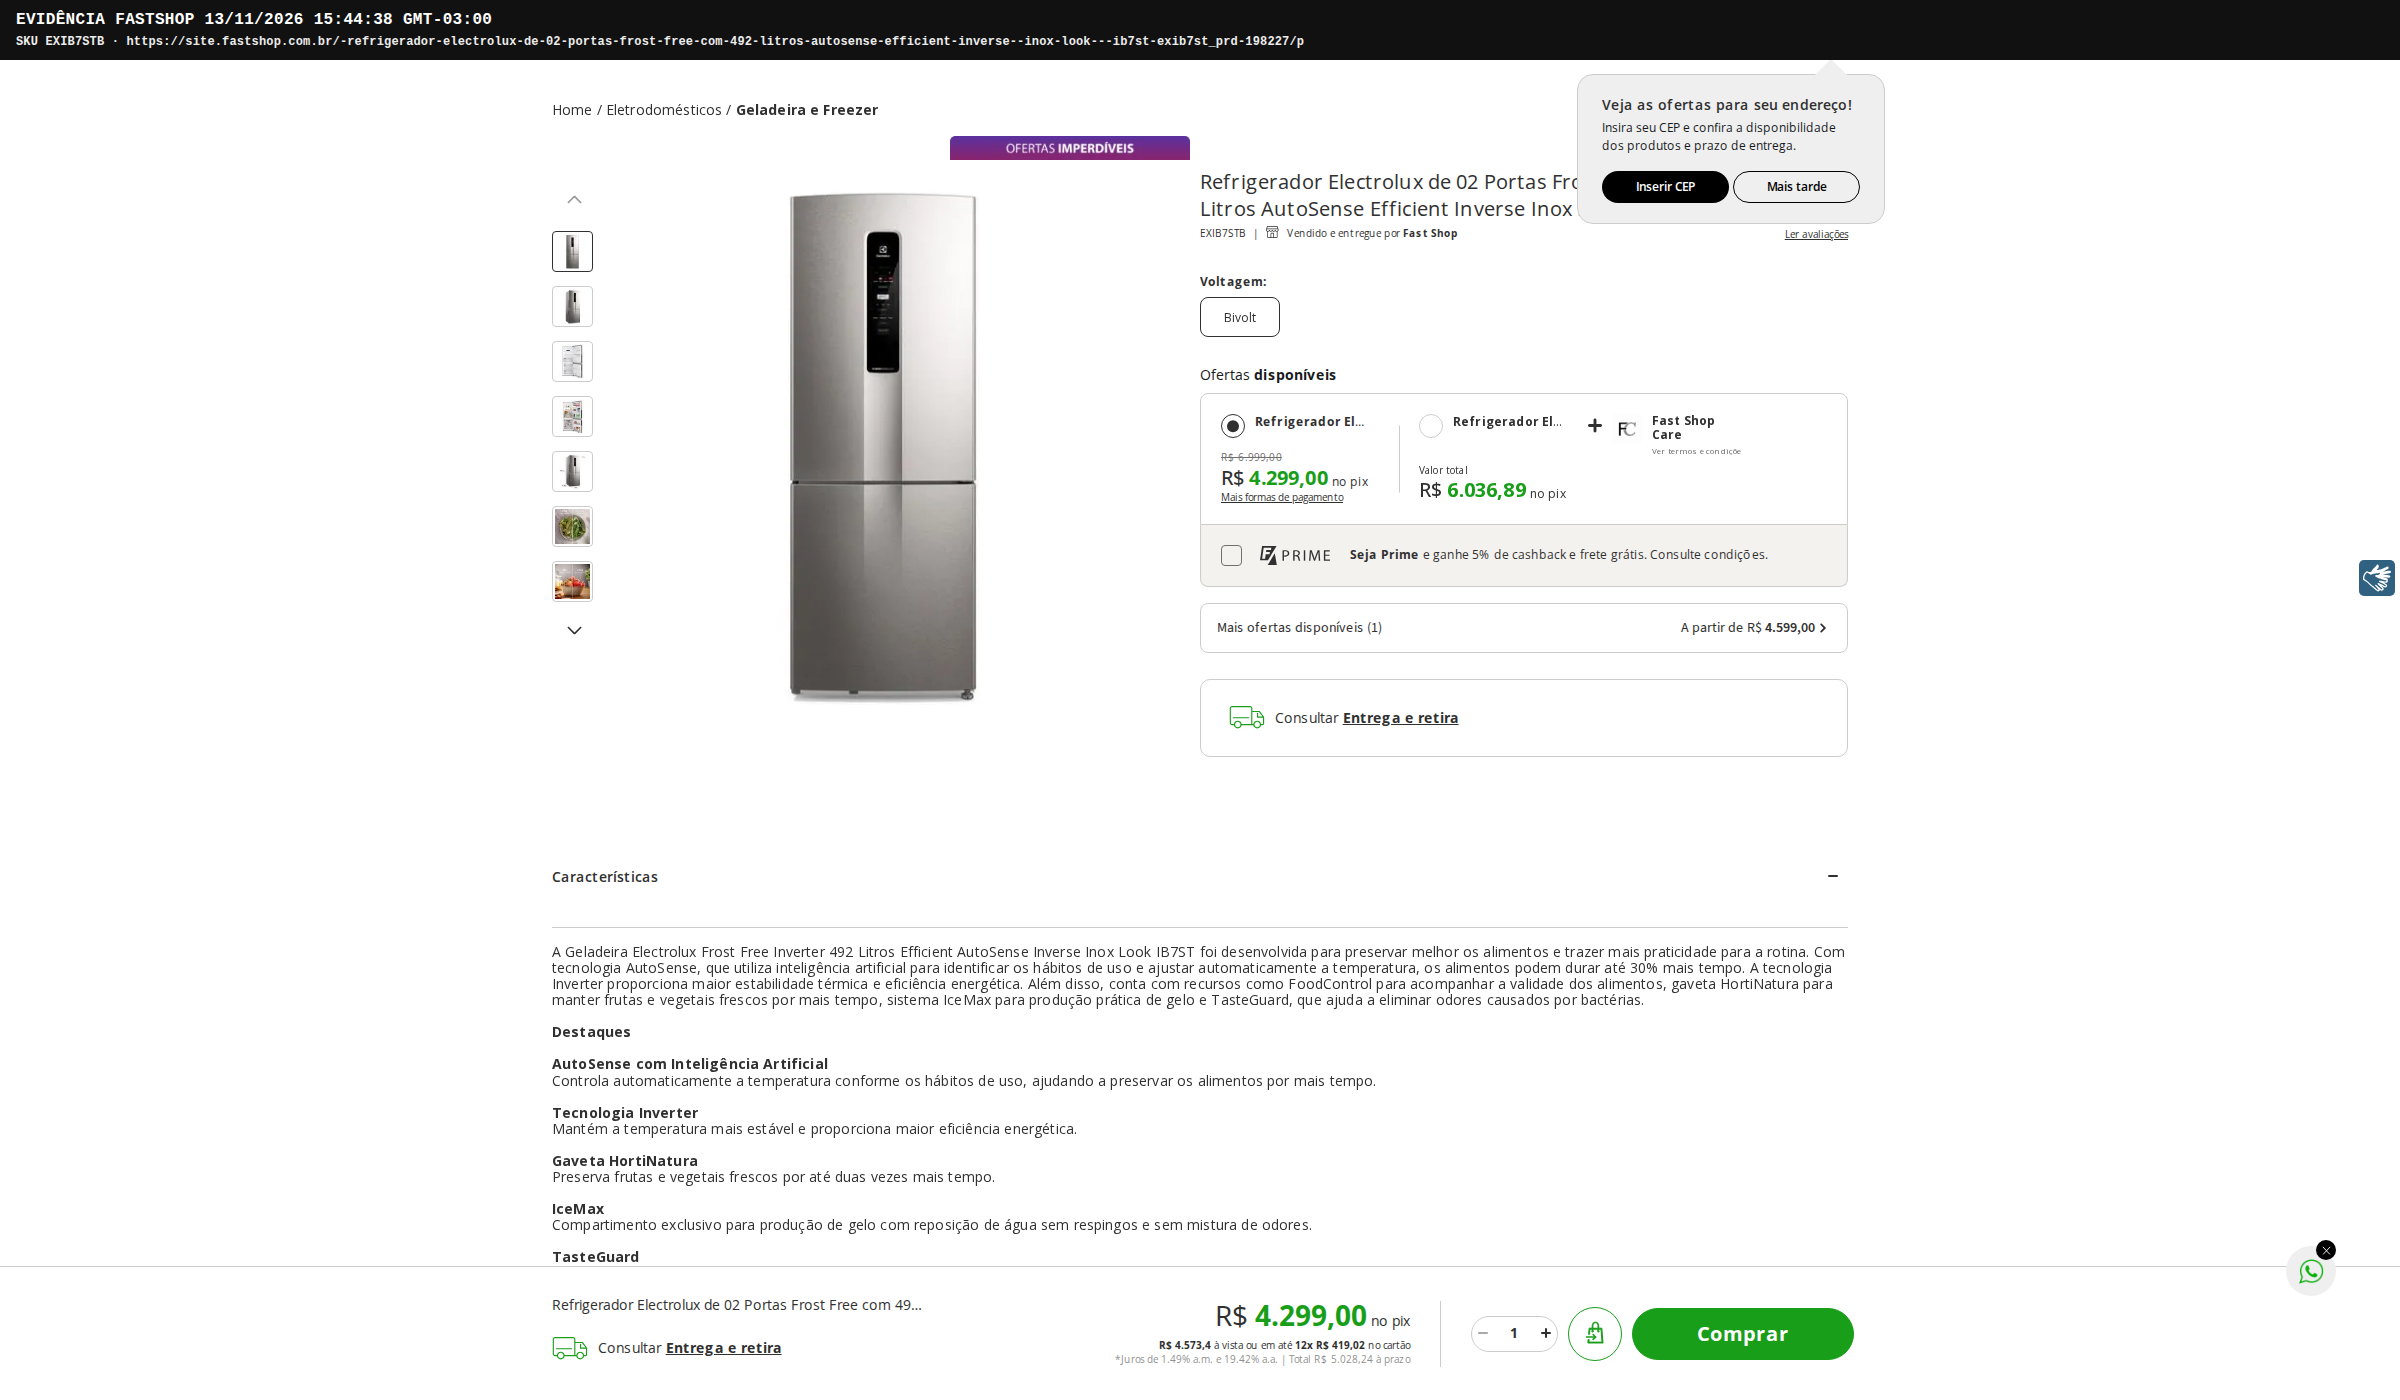 EVIDÊNCIA FASTSHOP 13/11/2026 15:44:38 GMT-03:00
SKU EXIB7STB · https://site.fastshop.com.br/-refrigerador-electrolux-de-02-portas-frost-free-com-492-litros-autosense-efficient-inverse--inox-look---ib7st-exib7st_prd-198227/p
Veja as ofertas para seu endereço!
Insira seu CEP e confira a disponibilidade
dos produtos e prazo de entrega.
Inserir CEP
Mais tarde
Home / Eletrodomésticos / Geladeira e Freezer
OFERTAS IMPERDÍVEIS
Refrigerador Electrolux de 02 Portas Fro
Litros AutoSense Efficient Inverse Inox
EXIB7STB | Vendido e entregue por Fast Shop
Ler avaliações
Voltagem:
Bivolt
Ofertas disponíveis
Refrigerador El...
R$ 6.999,00
R$ 4.299,00 no pix
Mais formas de pagamento
Refrigerador El...
+
FC
Fast Shop
Care
Ver termos e condiçõe
Valor total
R$ 6.036,89 no pix
PRIME
Seja Prime e ganhe 5% de cashback e frete grátis. Consulte condições.
Mais ofertas disponíveis (1)
A partir de R$ 4.599,00
Consultar Entrega e retira
Características
A Geladeira Electrolux Frost Free Inverter 492 Litros Efficient AutoSense Inverse Inox Look IB7ST foi desenvolvida para preservar melhor os alimentos e trazer mais praticidade para a rotina. Com
tecnologia AutoSense, que utiliza inteligência artificial para identificar os hábitos de uso e ajustar automaticamente a temperatura, os alimentos podem durar até 30% mais tempo. A tecnologia
Inverter proporciona maior estabilidade térmica e eficiência energética. Além disso, conta com recursos como FoodControl para acompanhar a validade dos alimentos, gaveta HortiNatura para
manter frutas e vegetais frescos por mais tempo, sistema IceMax para produção prática de gelo e TasteGuard, que ajuda a eliminar odores causados por bactérias.
Destaques
AutoSense com Inteligência Artificial
Controla automaticamente a temperatura conforme os hábitos de uso, ajudando a preservar os alimentos por mais tempo.
Tecnologia Inverter
Mantém a temperatura mais estável e proporciona maior eficiência energética.
Gaveta HortiNatura
Preserva frutas e vegetais frescos por até duas vezes mais tempo.
IceMax
Compartimento exclusivo para produção de gelo com reposição de água sem respingos e sem mistura de odores.
TasteGuard
Refrigerador Electrolux de 02 Portas Frost Free com 49...
Consultar Entrega e retira
R$ 4.299,00 no pix
R$ 4.573,4 à vista ou em até 12x R$ 419,02 no cartão
*Juros de 1.49% a.m. e 19.42% a.a. | Total R$ 5.028,24 à prazo
− 1 +
Comprar